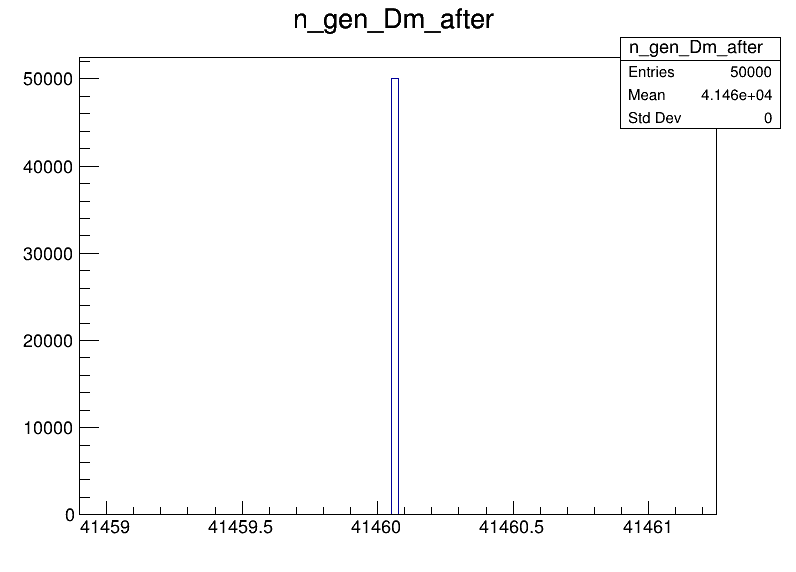 n_gen_Dm_after
n_gen_Dm_after
Entries 50000
Mean 4.146e+04
Std Dev 0
50000
40000
30000
20000
10000
0
41459 41459.5 41460 41460.5 41461